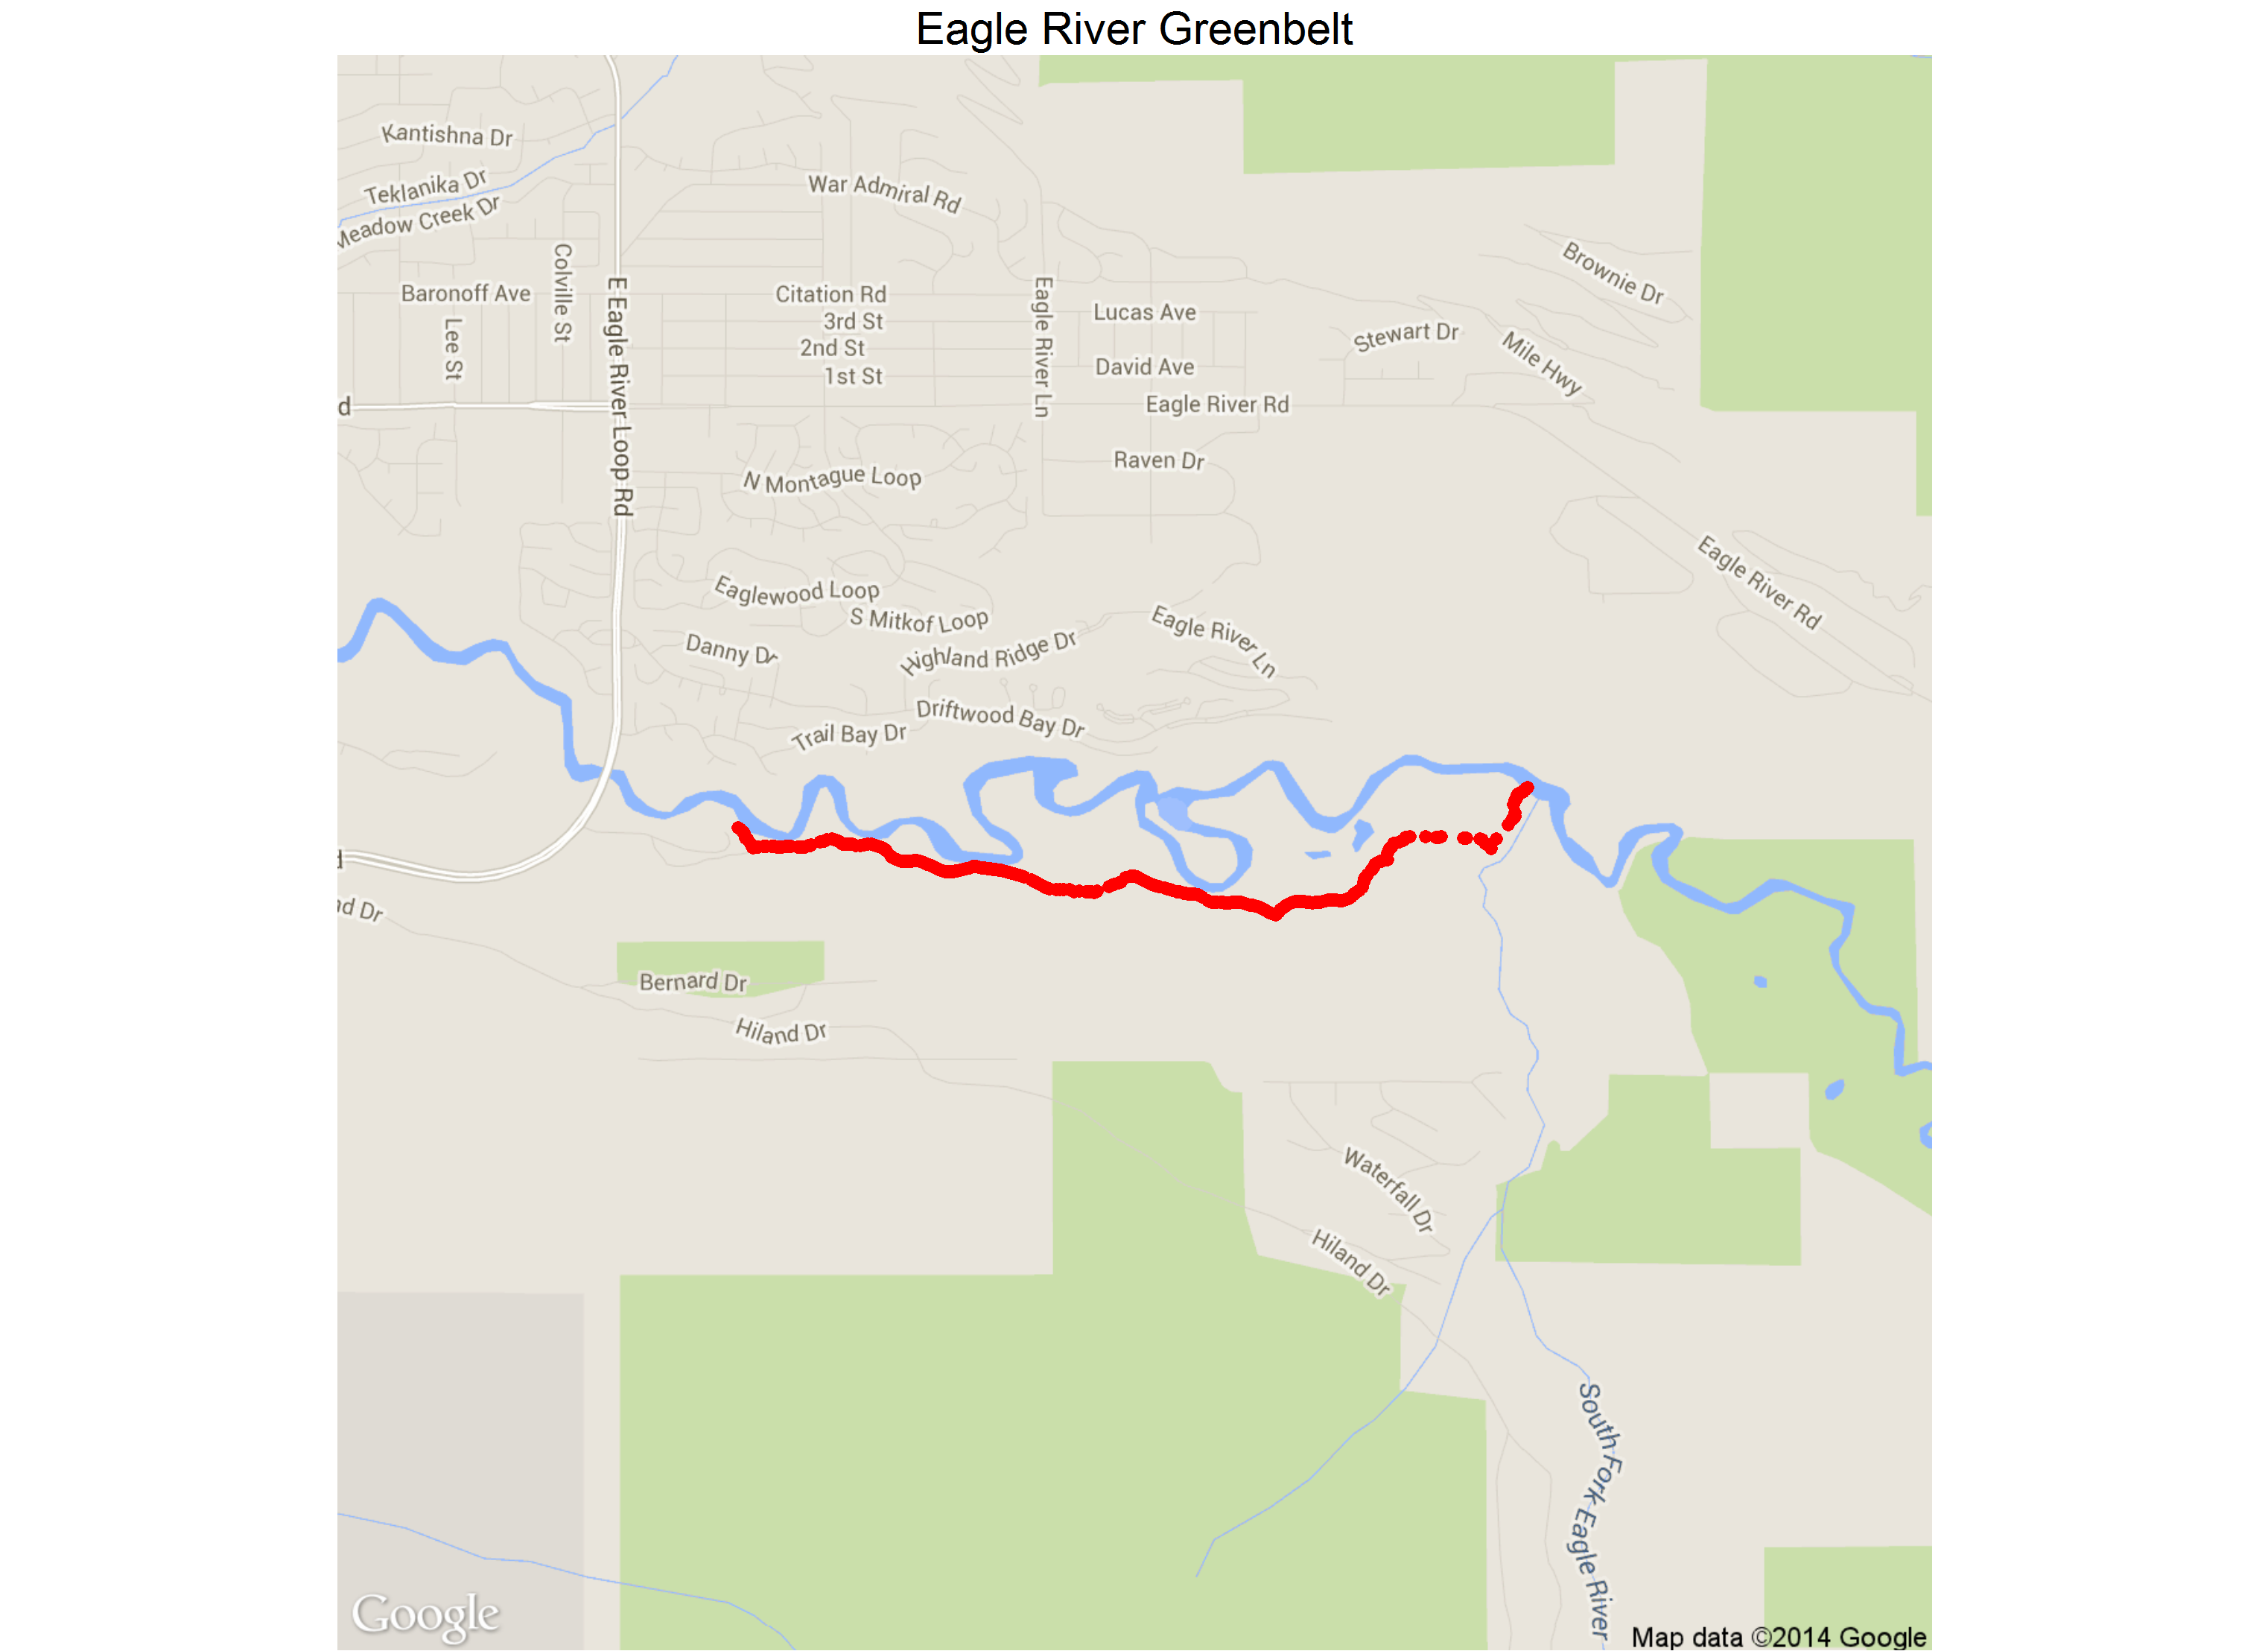 Eagle River Greenbelt
Kantishna Dr
Teklanika Dr
Meadow Creek Dr
War Admiral Rd
Colville St
E Eagle River Loop Rd
Eagle River Ln
Brownie Dr
Baronoff Ave
Citation Rd
Lucas Ave
3rd St
Lee St
2nd St
Stewart Dr
Mile Hwy
1st St
David Ave
d
Eagle River Rd
Raven Dr
N Montague Loop
Eagle River Rd
Eaglewood Loop
S Mitkof Loop
Eagle River Ln
Danny Dr
Highland Ridge Dr
Driftwood Bay Dr
Trail Bay Dr
d
nd Dr
Bernard Dr
Hiland Dr
Waterfall Dr
Hiland Dr
South Fork Eagle River
Google
Map data ©2014 Google